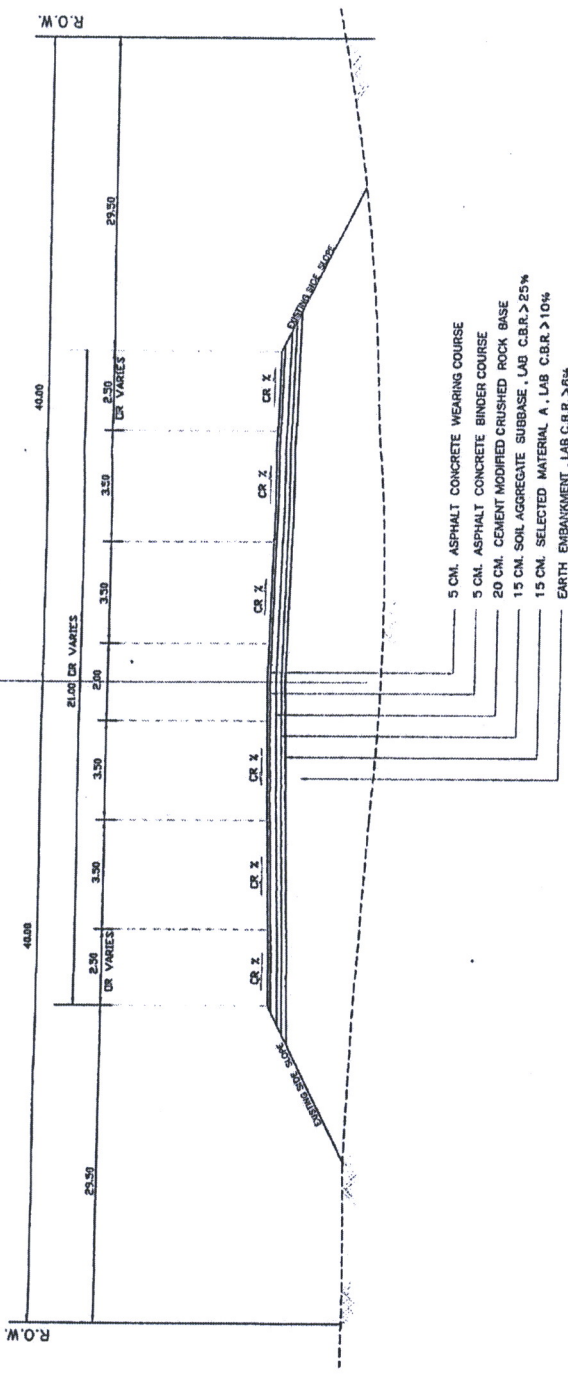 R.O.W.
R.O.W.
40.00
40.00
21.00 OR VARIES
29.50
2.50
OR VARIES
3.50
3.50
2.00
3.50
3.50
2.50
OR VARIES
29.50
CR %
CR %
CR %
CR %
CR %
CR %
EXISTING SIDE SLOPE
EXISTING SIDE SLOPE
5 CM. ASPHALT CONCRETE WEARING COURSE
5 CM. ASPHALT CONCRETE BINDER COURSE
20 CM. CEMENT MODIFIED CRUSHED ROCK BASE
15 CM. SOIL AGGREGATE SUBBASE , LAB C.B.R. > 25%
15 CM. SELECTED MATERIAL A , LAB C.B.R. > 10%
EARTH EMBANKMENT , LAB C.B.R. > 6%